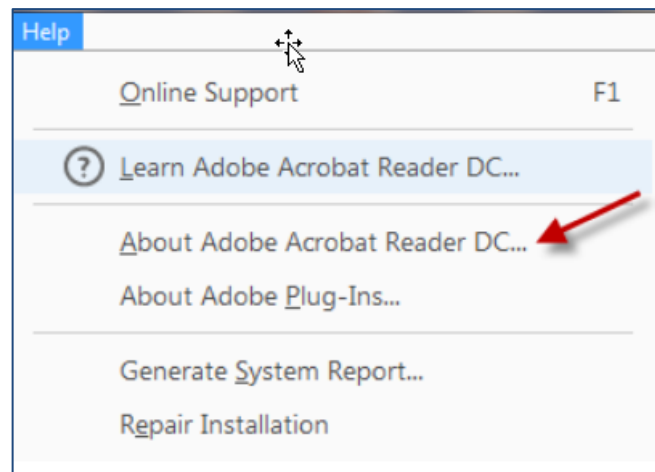 Help
Online Support F1
? Learn Adobe Acrobat Reader DC...
About Adobe Acrobat Reader DC...
About Adobe Plug-Ins...
Generate System Report...
Repair Installation